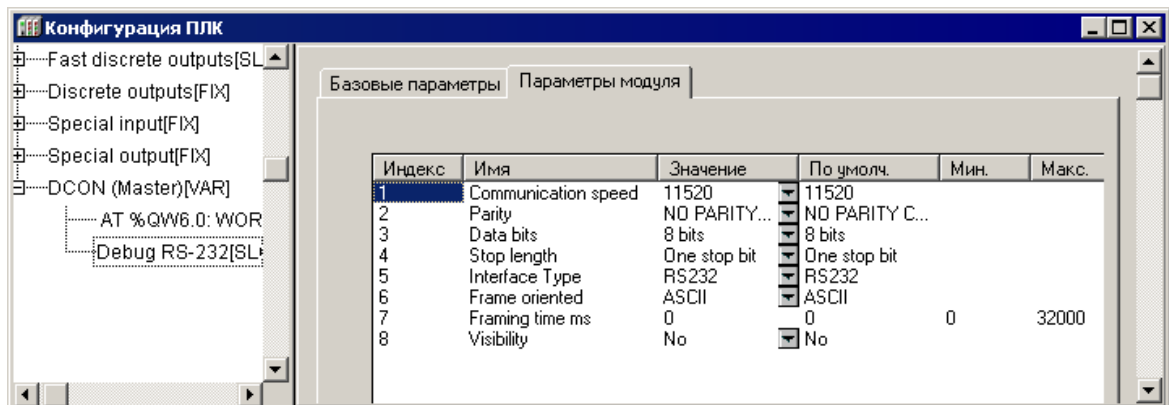 Конфигурация ПЛК
Fast discrete outputs[SL
Discrete outputs[FIX]
Special input[FIX]
Special output[FIX]
DCON (Master)[VAR]
AT %QW6.0: WOR
Debug RS-232[SL
Базовые параметры Параметры модуля
Индекс Имя Значение По умолч. Мин. Макс.
1 Communication speed 11520 11520
2 Parity NO PARITY... NO PARITY C...
3 Data bits 8 bits 8 bits
4 Stop length One stop bit One stop bit
5 Interface Type RS232 RS232
6 Frame oriented ASCII ASCII
7 Framing time ms 0 0 0 32000
8 Visibility No No